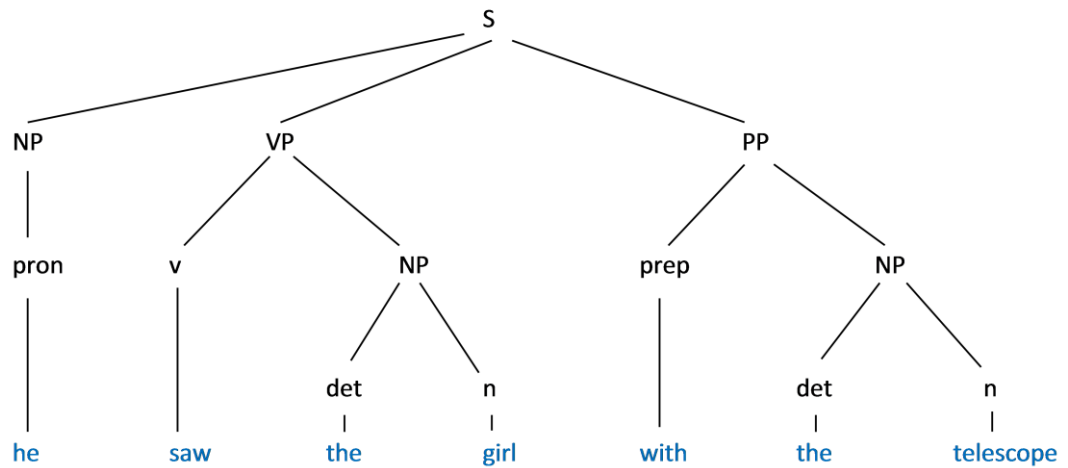 S
NP VP PP
pron v NP prep NP
det n det n
he saw the girl with the telescope